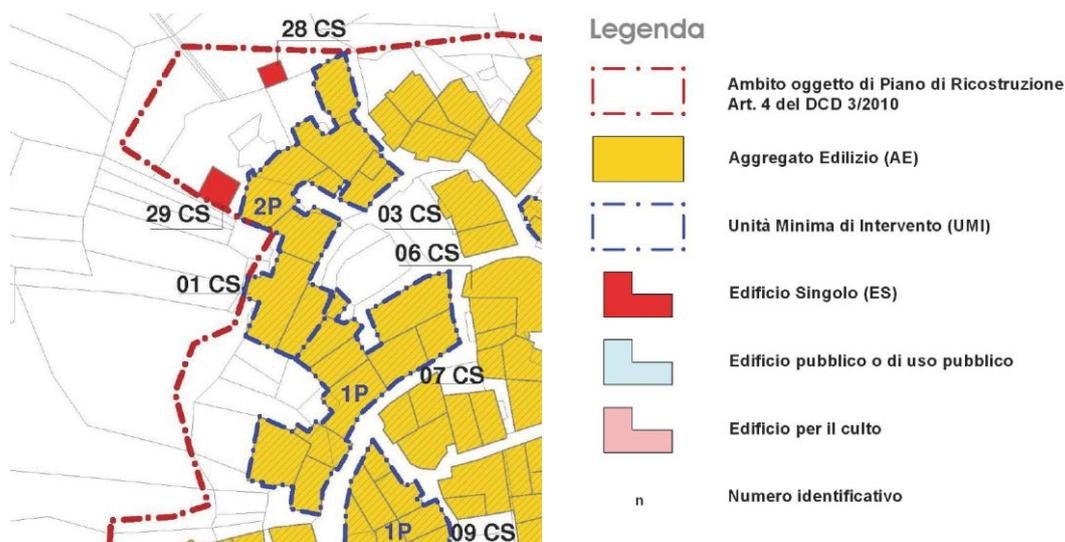 28 CS
2P
29 CS
03 CS
06 CS
01 CS
07 CS
1P
1P
09 CS
Legenda
Ambito oggetto di Piano di Ricostruzione
Art. 4 del DCD 3/2010
Aggregato Edilizio (AE)
Unità Minima di Intervento (UMI)
Edificio Singolo (ES)
Edificio pubblico o di uso pubblico
Edificio per il culto
n
Numero identificativo